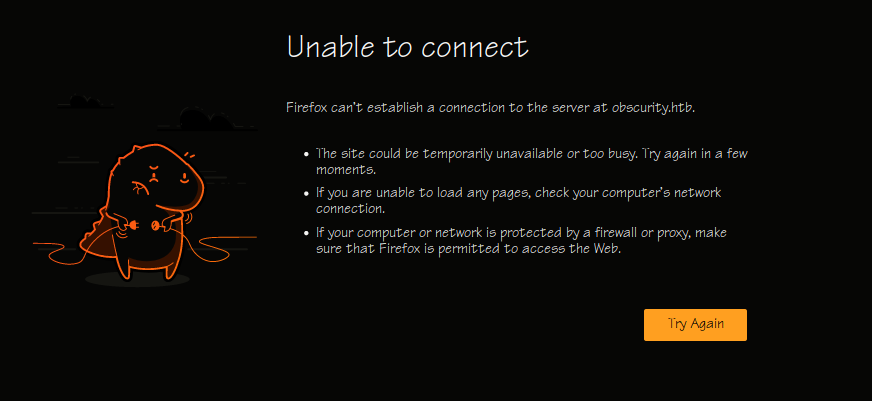 Unable to connect
Firefox can't establish a connection to the server at obscurity.htb.
• The site could be temporarily unavailable or too busy. Try again in a few
moments.
• If you are unable to load any pages, check your computer's network
connection.
• If your computer or network is protected by a firewall or proxy, make
sure that Firefox is permitted to access the Web.
Try Again